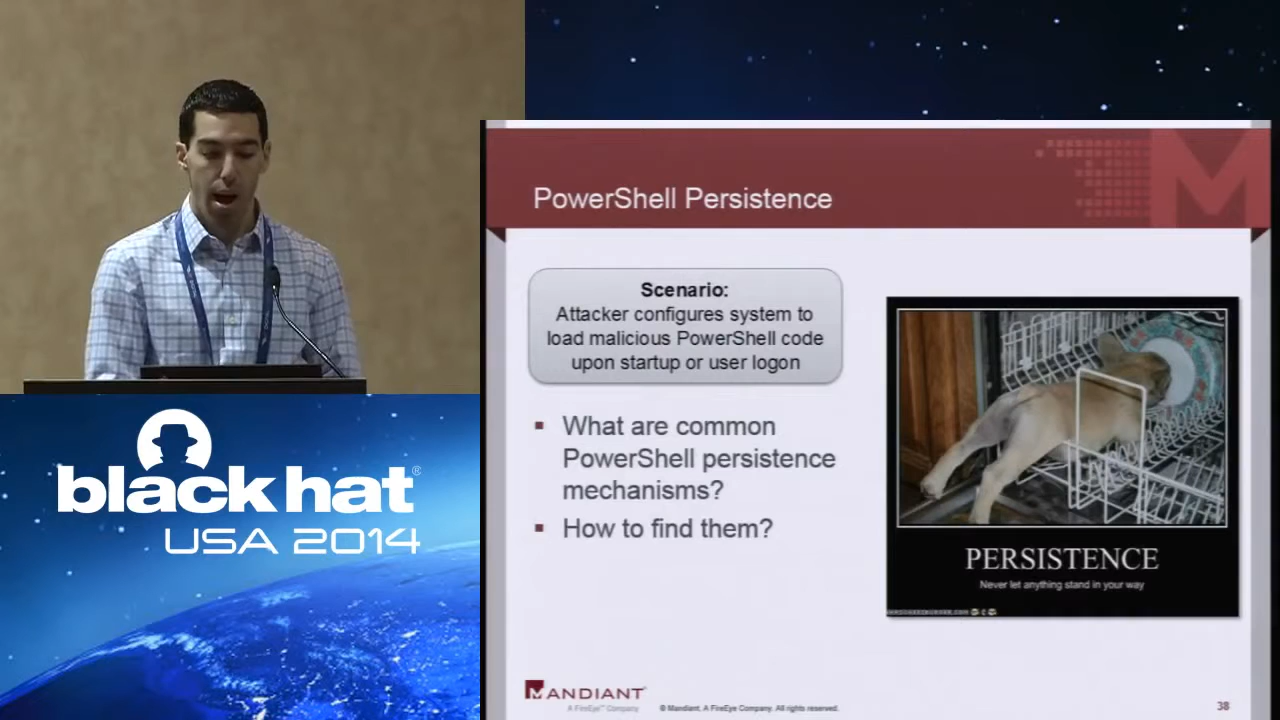 PowerShell Persistence
Scenario:
Attacker configures system to
load malicious PowerShell code
upon startup or user logon
What are common
PowerShell persistence
mechanisms?
How to find them?
PERSISTENCE
Never let anything stand in your way
black hat®
USA 2014
MANDIANT®
A FireEye™ Company
© Mandiant, A FireEye Company. All rights reserved.
38